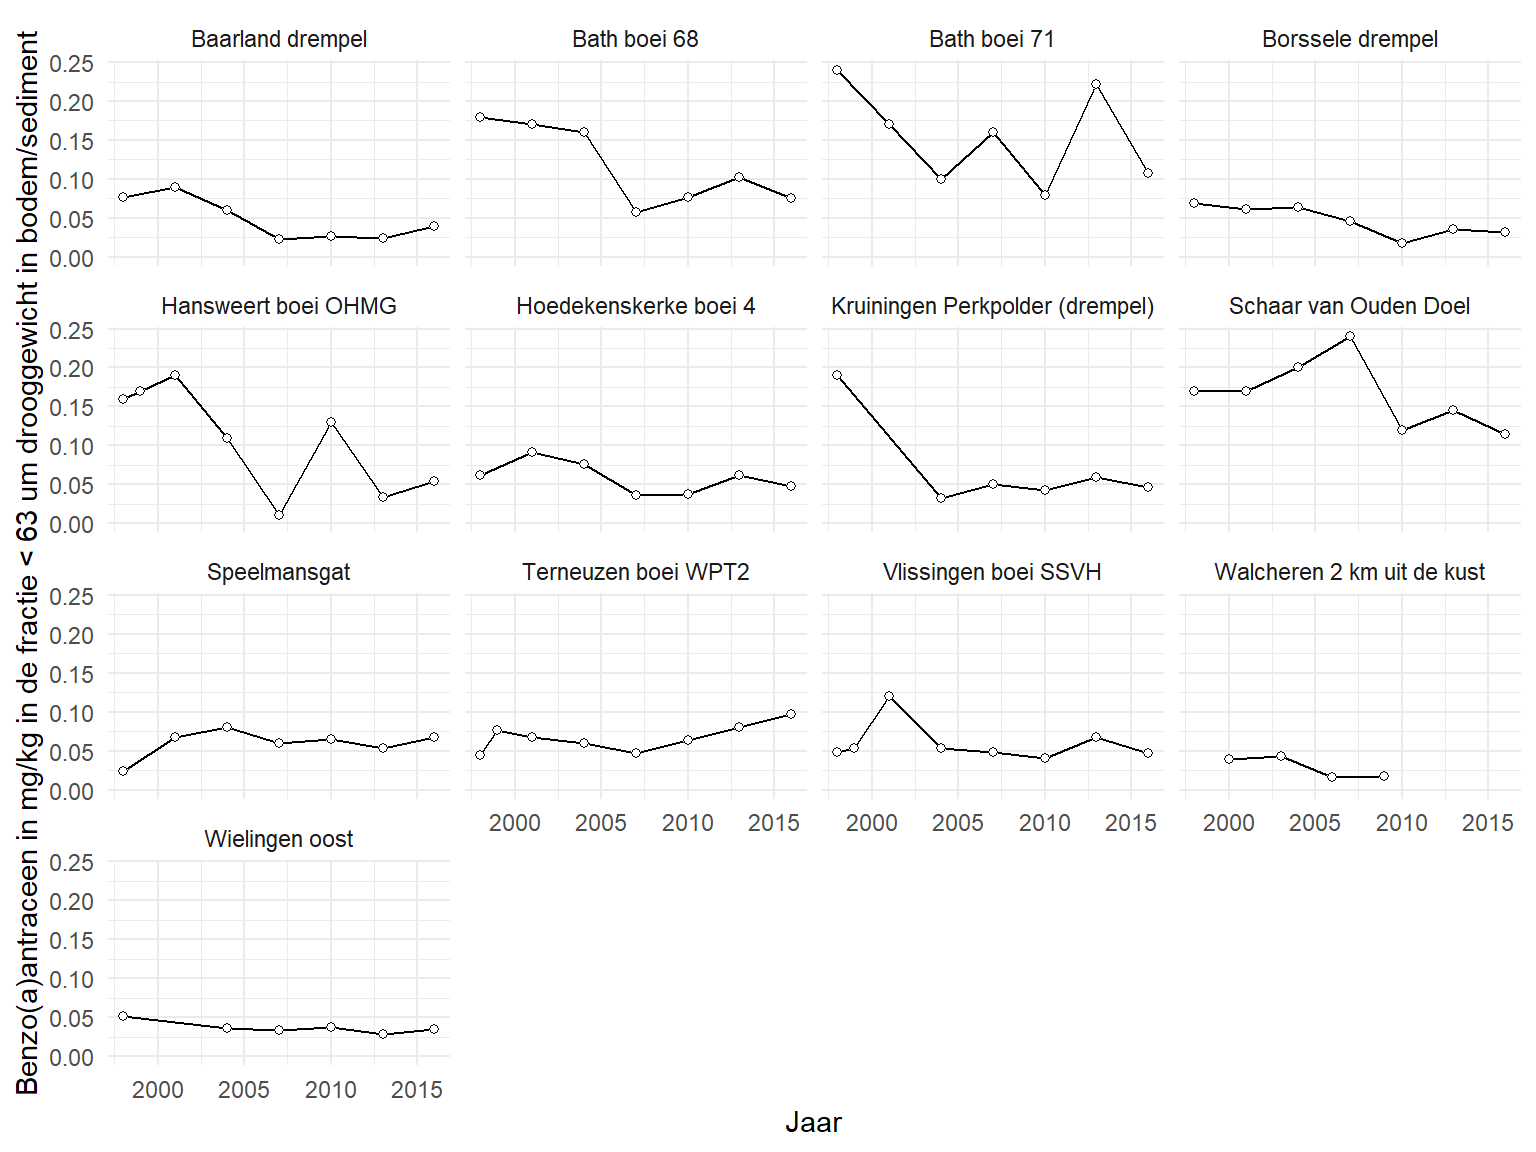 Benzo(a)antraceen in mg/kg in de fractie < 63 um drooggewicht in bodem/sediment
Baarland drempel
Bath boei 68
Bath boei 71
Borssele drempel
0.25
0.20
0.15
0.10
0.05
0.00
Hansweert boei OHMG
Hoedekenskerke boei 4
Kruiningen Perkpolder (drempel)
Schaar van Ouden Doel
0.25
0.20
0.15
0.10
0.05
0.00
Speelmansgat
Terneuzen boei WPT2
Vlissingen boei SSVH
Walcheren 2 km uit de kust
0.25
0.20
0.15
0.10
0.05
0.00
2000 2005 2010 2015
2000 2005 2010 2015
2000 2005 2010 2015
Wielingen oost
0.25
0.20
0.15
0.10
0.05
0.00
2000 2005 2010 2015
Jaar